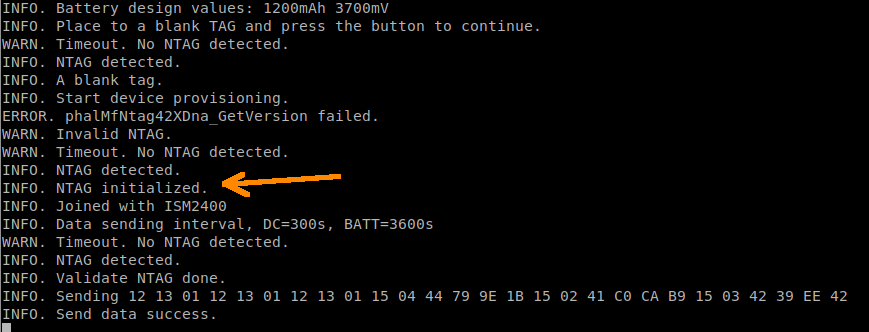 INFO. Battery design values: 1200mAh 3700mV
INFO. Place to a blank TAG and press the button to continue.
WARN. Timeout. No NTAG detected.
INFO. NTAG detected.
INFO. A blank tag.
INFO. Start device provisioning.
ERROR. phalMfNtag42XDna_GetVersion failed.
WARN. Invalid NTAG.
WARN. Timeout. No NTAG detected.
INFO. NTAG detected.
INFO. NTAG initialized.
INFO. Joined with ISM2400
INFO. Data sending interval, DC=300s, BATT=3600s
WARN. Timeout. No NTAG detected.
INFO. NTAG detected.
INFO. Validate NTAG done.
INFO. Sending 12 13 01 12 13 01 12 13 01 15 04 44 79 9E 1B 15 02 41 C0 CA B9 15 03 42 39 EE 42
INFO. Send data success.